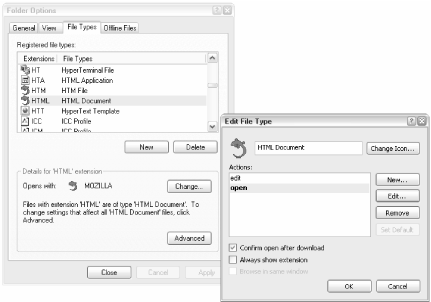 Folder Options
General View File Types Offline Files
Registered file types:
Extensions File Types
HT HyperTerminal File
HTA HTML Application
HTM HTM File
HTML HTML Document
HTT HyperText Template
ICC ICC Profile
ICM ICC Profile
New Delete
Details for 'HTML' extension
Opens with: MOZILLA Change...
Files with extension 'HTML' are of type 'HTML Document'. To
change settings that affect all 'HTML Document' files, click
Advanced.
Advanced
Close Cancel Apply
Edit File Type
HTML Document Change Icon...
Actions:
edit
open
New...
Edit...
Remove
Set Default
Confirm open after download
Always show extension
Browse in same window
OK Cancel